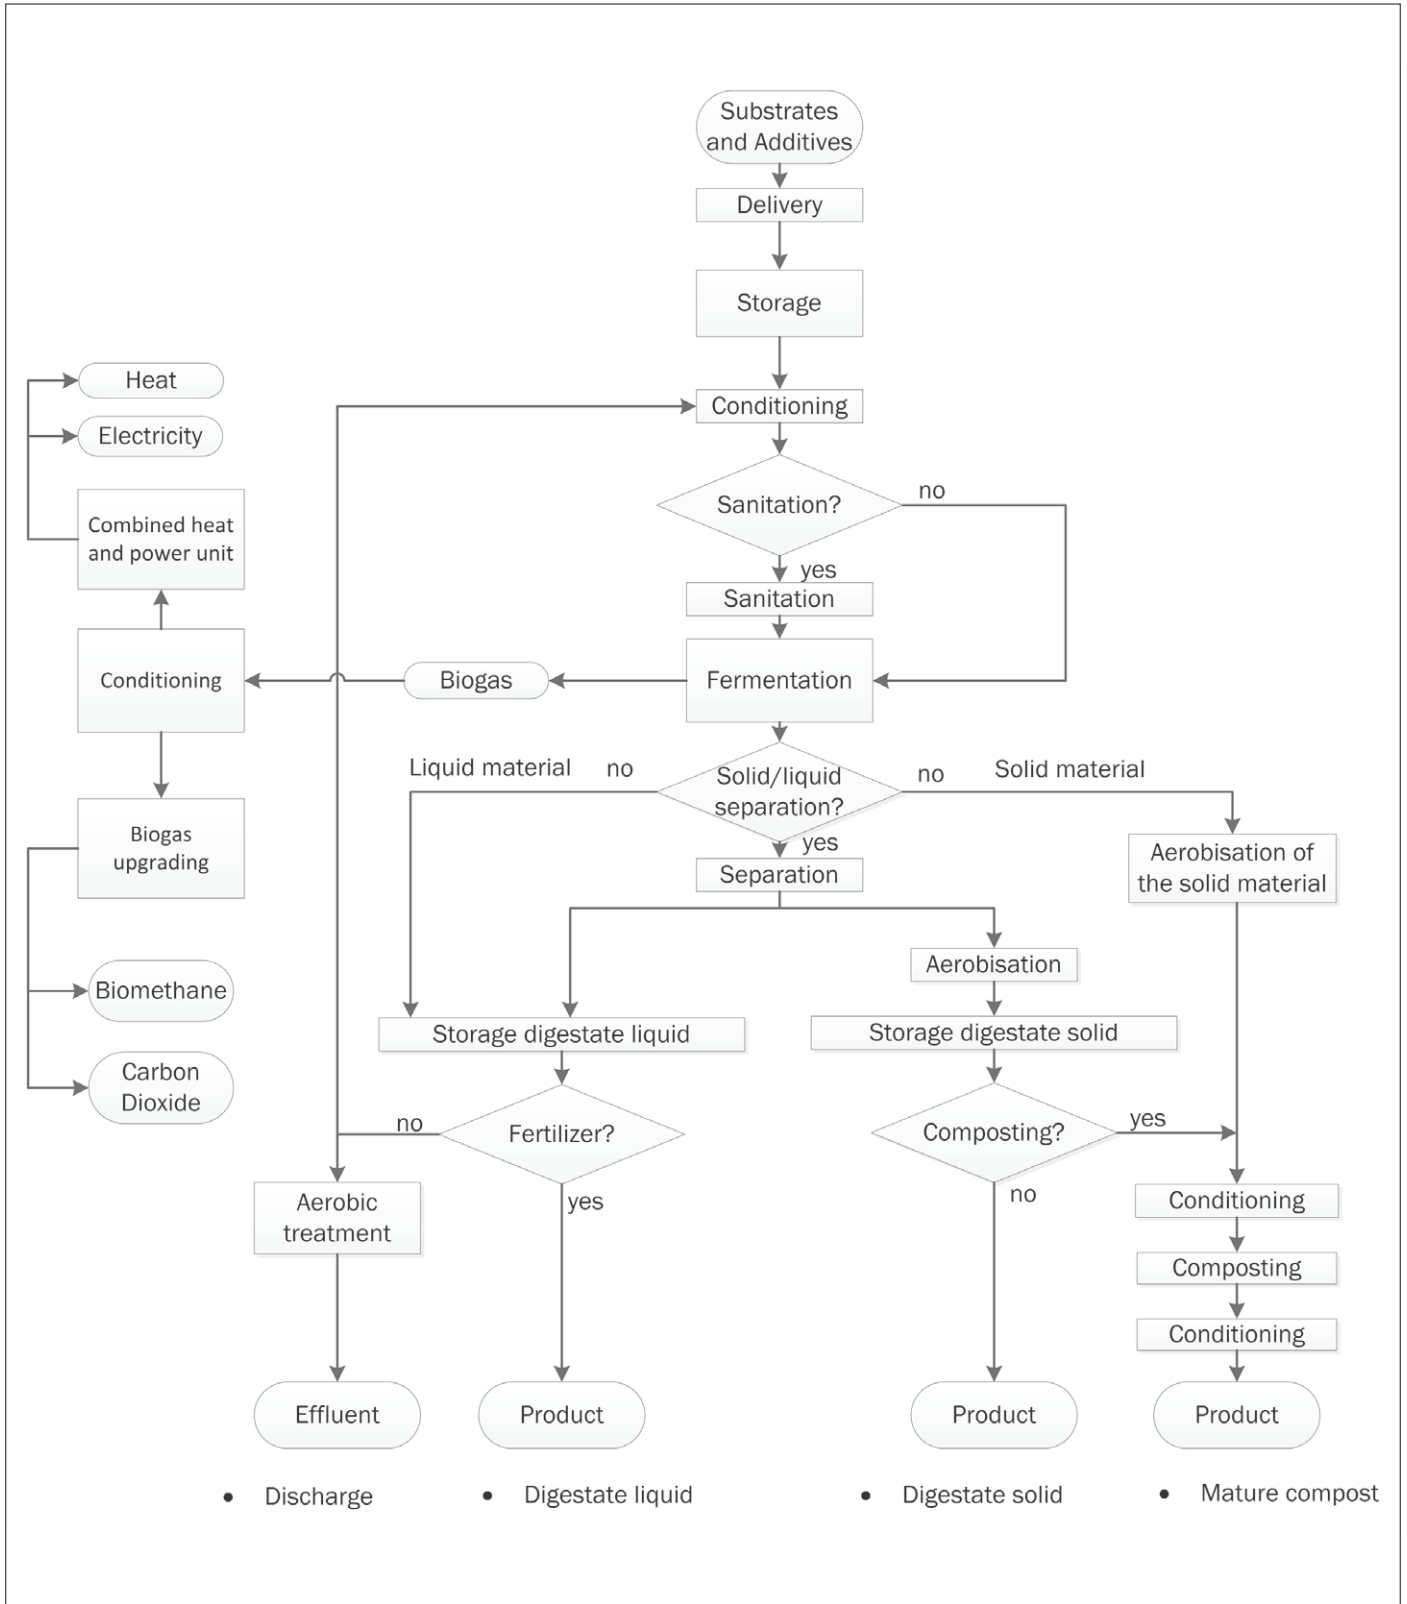 Substrates
and Additives
Delivery
Storage
Heat
Conditioning
Electricity
Sanitation?
no
Combined heat
and power unit
yes
Sanitation
Conditioning
Biogas
Fermentation
Liquid material
no
Solid/liquid
separation?
no
Solid material
yes
Biogas
upgrading
Separation
Aerobisation of
the solid material
Aerobisation
Biomethane
Storage digestate liquid
Storage digestate solid
Carbon
Dioxide
no
Fertilizer?
Composting?
yes
yes
no
Aerobic
treatment
Conditioning
Composting
Conditioning
Effluent
Product
Product
Product
• Discharge
• Digestate liquid
• Digestate solid
• Mature compost